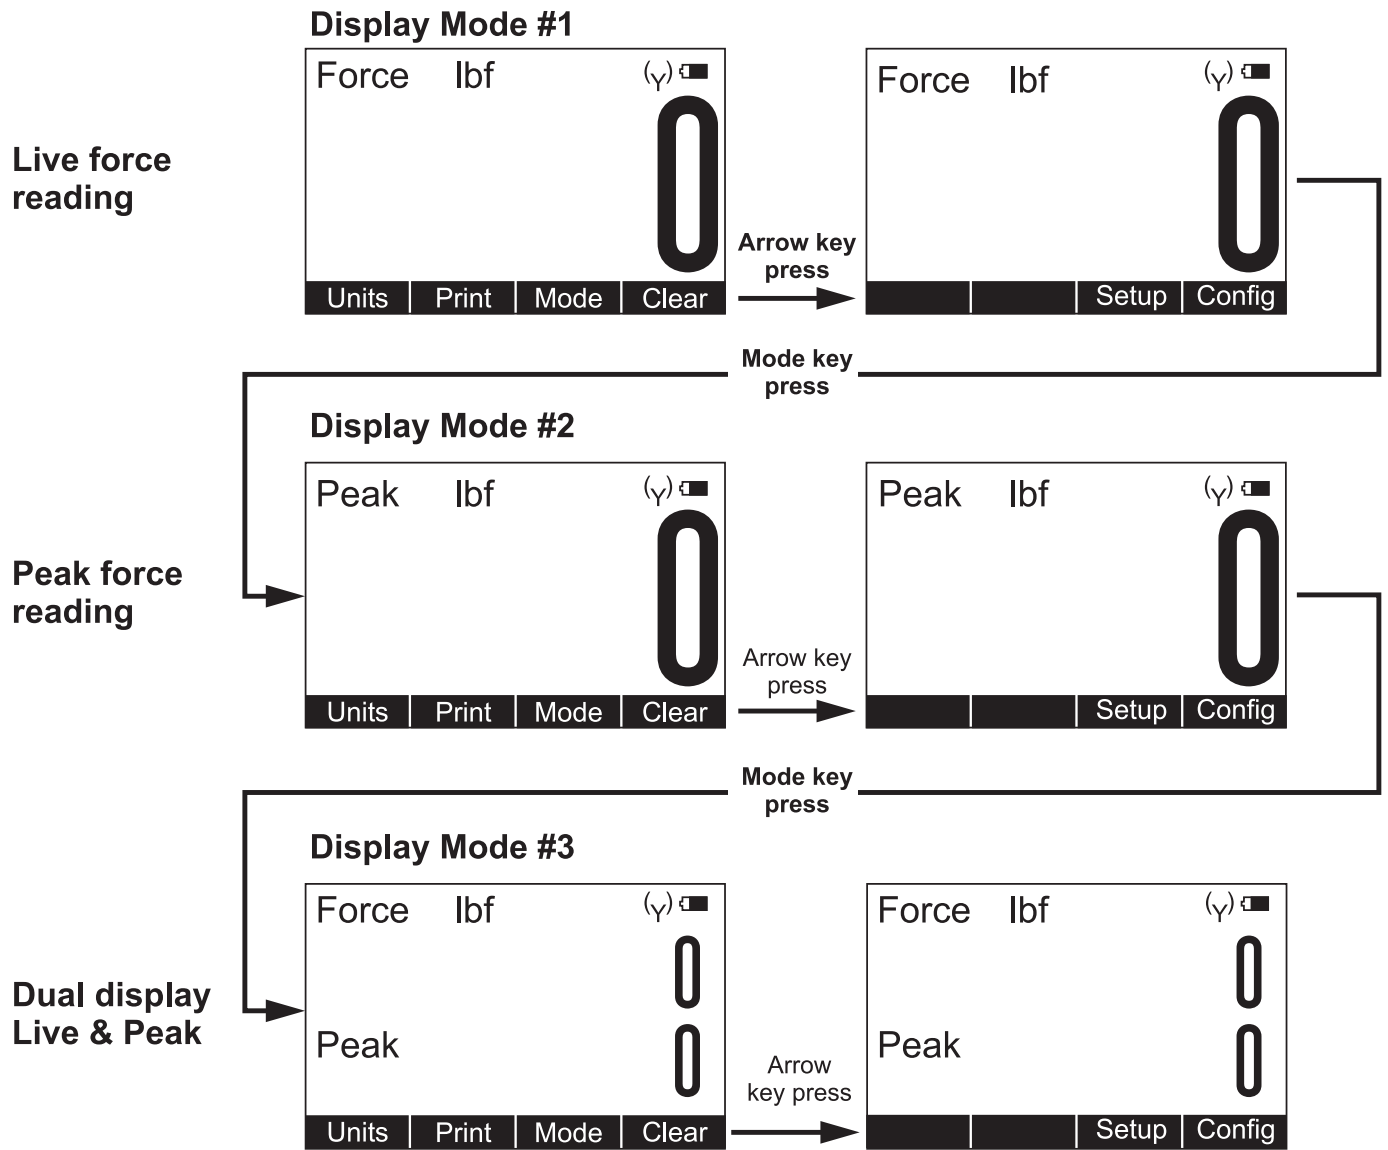 Display Mode #1
Force lbf
0
Units Print Mode Clear
Live force
reading
Arrow key
press
Force lbf
0
Setup Config
Mode key
press
Display Mode #2
Peak lbf
0
Units Print Mode Clear
Peak force
reading
Arrow key
press
Peak lbf
0
Setup Config
Mode key
press
Display Mode #3
Force lbf
0
Peak
0
Units Print Mode Clear
Dual display
Live & Peak
Arrow
key press
Force lbf
0
Peak
0
Setup Config